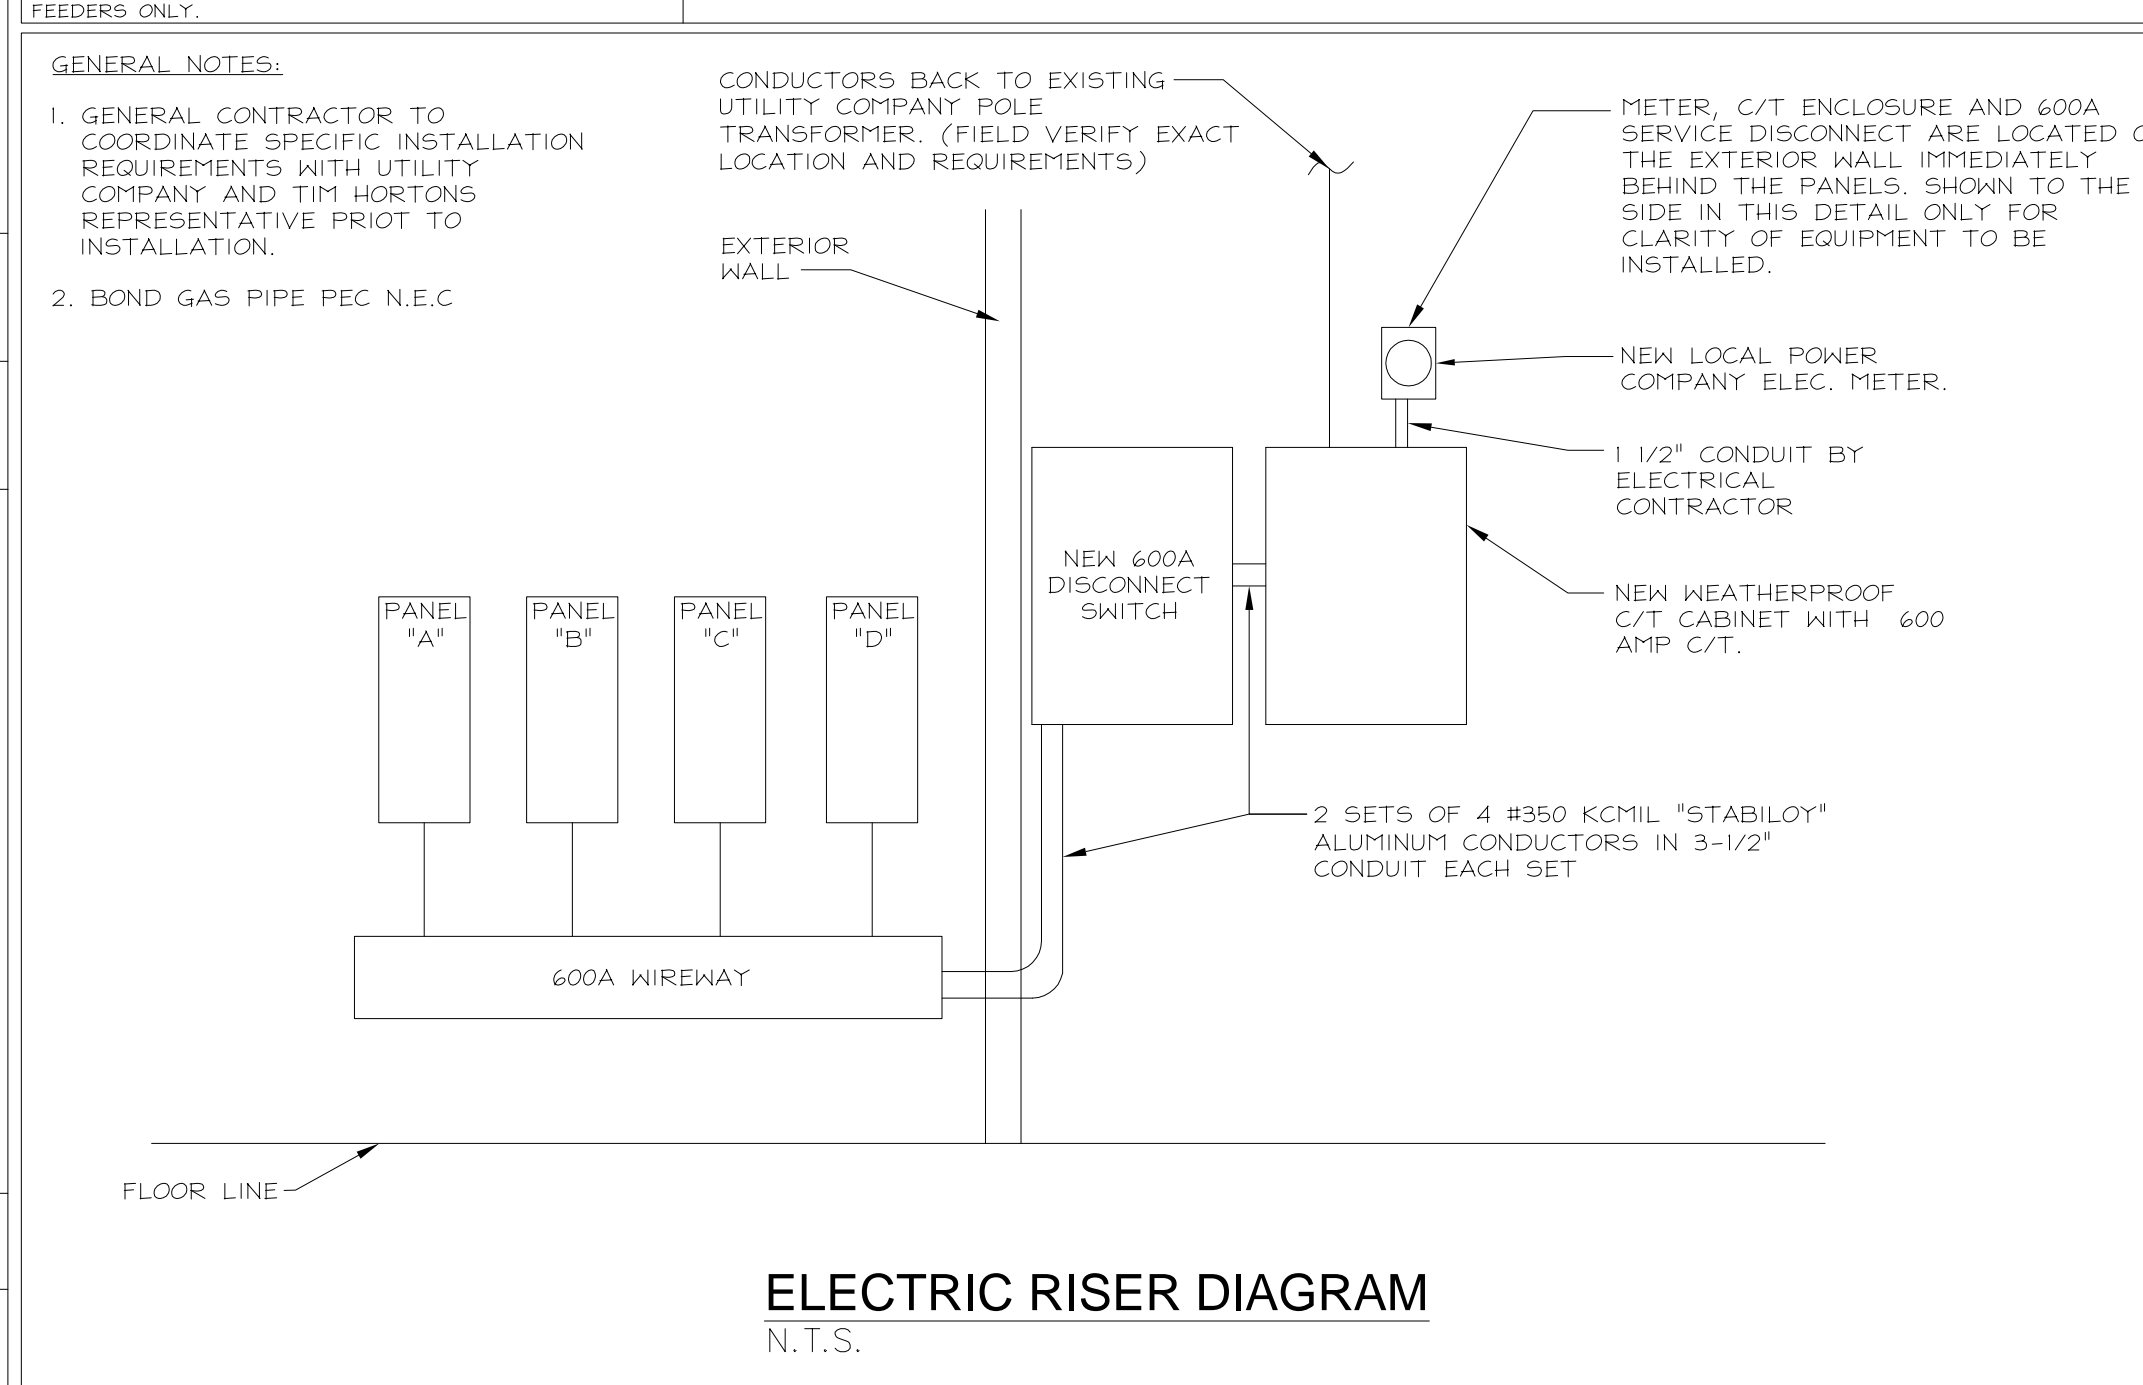 FEEDERS ONLY.
GENERAL NOTES:
1. GENERAL CONTRACTOR TO
COORDINATE SPECIFIC INSTALLATION
REQUIREMENTS WITH UTILITY
COMPANY AND TIM HORTONS
REPRESENTATIVE PRIOT TO
INSTALLATION.
2. BOND GAS PIPE PEC N.E.C
CONDUCTORS BACK TO EXISTING
UTILITY COMPANY POLE
TRANSFORMER. (FIELD VERIFY EXACT
LOCATION AND REQUIREMENTS)
EXTERIOR
WALL
METER, C/T ENCLOSURE AND 600A
SERVICE DISCONNECT ARE LOCATED
THE EXTERIOR WALL IMMEDIATELY
BEHIND THE PANELS. SHOWN TO THE
SIDE IN THIS DETAIL ONLY FOR
CLARITY OF EQUIPMENT TO BE
INSTALLED.
NEW LOCAL POWER
COMPANY ELEC. METER.
1 1/2" CONDUIT BY
ELECTRICAL
CONTRACTOR
NEW WEATHERPROOF
C/T CABINET WITH 600
AMP C/T.
NEW 600A
DISCONNECT
SWITCH
PANEL
"A"
PANEL
"B"
PANEL
"C"
PANEL
"D"
2 SETS OF 4 #350 KCMIL "STABILOY"
ALUMINUM CONDUCTORS IN 3-1/2"
CONDUIT EACH SET
600A WIREWAY
FLOOR LINE
ELECTRIC RISER DIAGRAM
N.T.S.